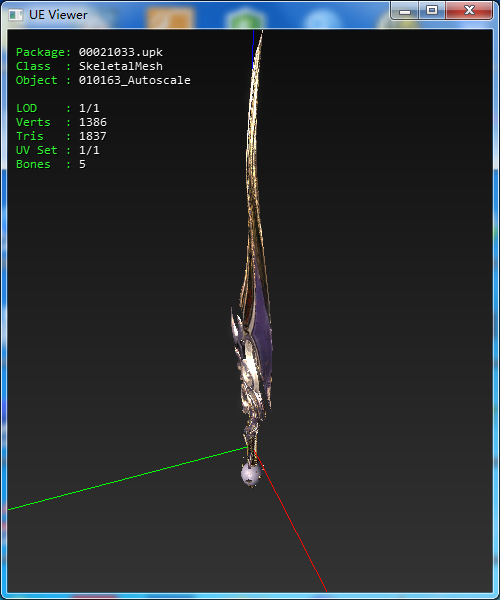 UE Viewer
Package: 00021033.upk
Class : SkeletalMesh
Object : 010163_Autoscale
LOD : 1/1
Verts : 1386
Tris : 1837
UV Set : 1/1
Bones : 5